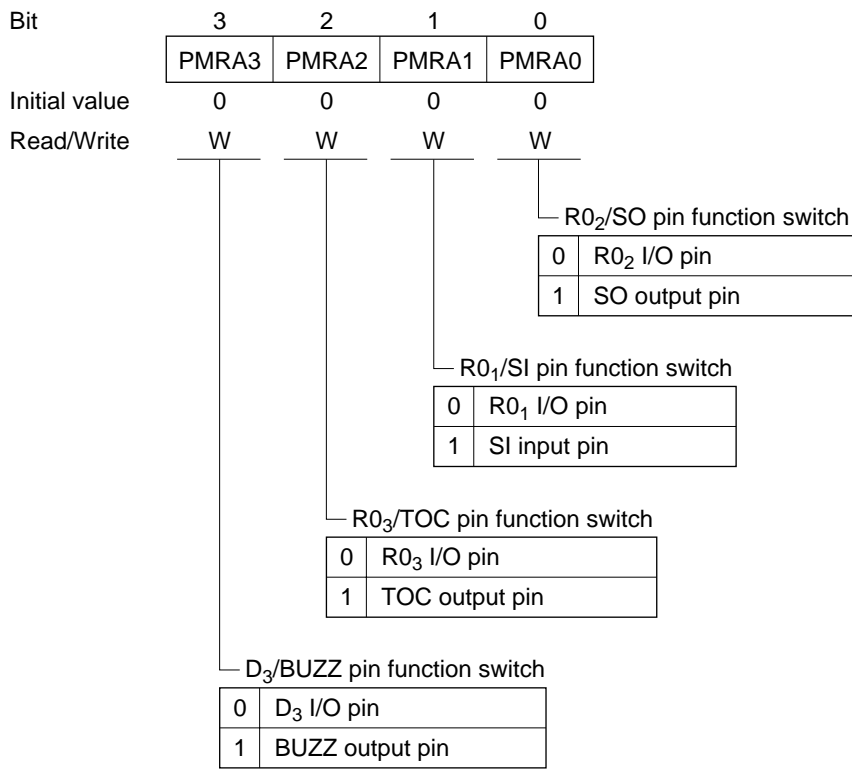 Bit 3 2 1 0
PMRA3 PMRA2 PMRA1 PMRA0
Initial value 0 0 0 0
Read/Write W W W W
R0₂/SO pin function switch
0 R0₂ I/O pin
1 SO output pin
R0₁/SI pin function switch
0 R0₁ I/O pin
1 SI input pin
R0₃/TOC pin function switch
0 R0₃ I/O pin
1 TOC output pin
D₃/BUZZ pin function switch
0 D₃ I/O pin
1 BUZZ output pin